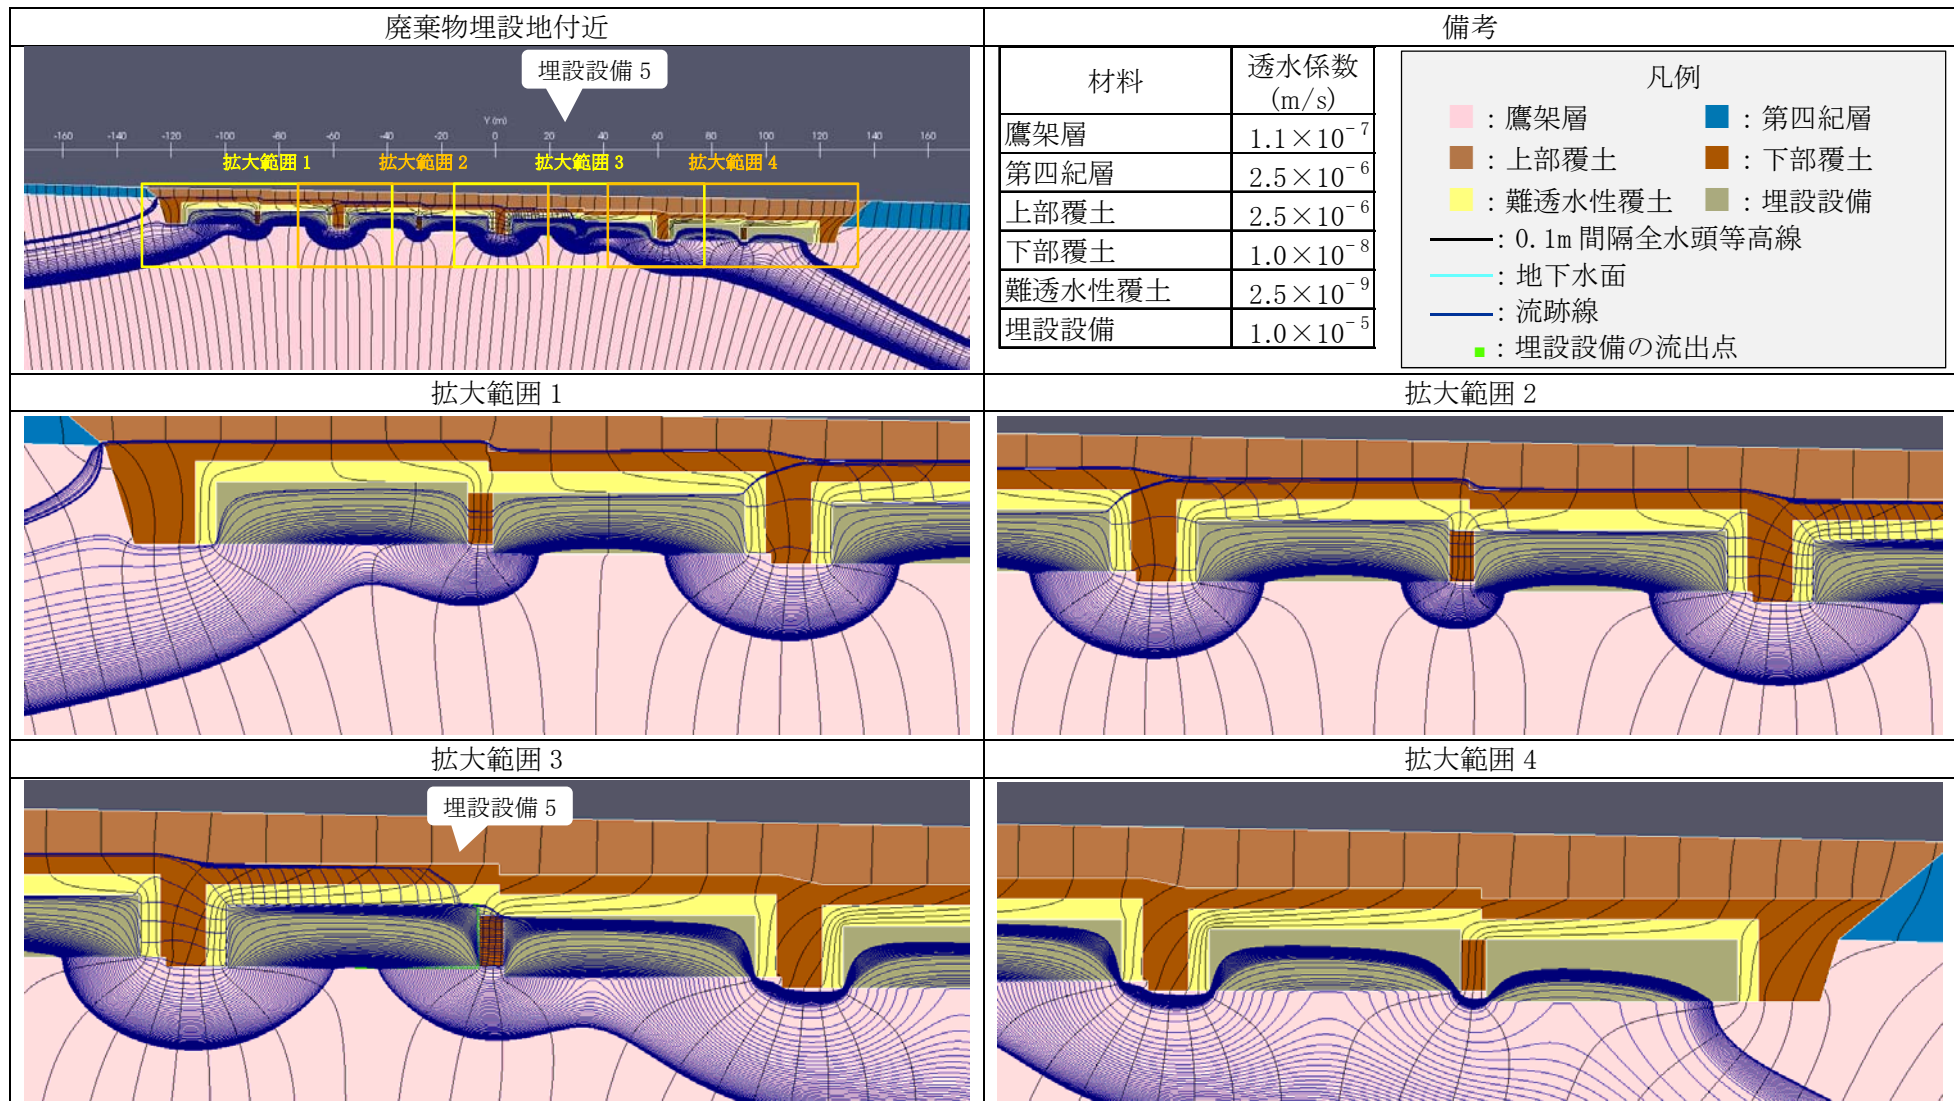 廃棄物埋設地付近
備考
埋設設備 5
Y (m)
-160 -140 -120 -100 -80 -60 -40 -20 0 20 40 60 80 100 120 140 160
拡大範囲 1 拡大範囲 2 拡大範囲 3 拡大範囲 4
材料 透水係数
(m/s)
鷹架層 1.1×10⁻⁷
第四紀層 2.5×10⁻⁶
上部覆土 2.5×10⁻⁶
下部覆土 1.0×10⁻⁸
難透水性覆土 2.5×10⁻⁹
埋設設備 1.0×10⁻⁵
凡例
：鷹架層 ：第四紀層
：上部覆土 ：下部覆土
：難透水性覆土 ：埋設設備
：0.1m 間隔全水頭等高線
：地下水面
：流跡線
：埋設設備の流出点
拡大範囲 1
拡大範囲 2
拡大範囲 3
拡大範囲 4
埋設設備 5